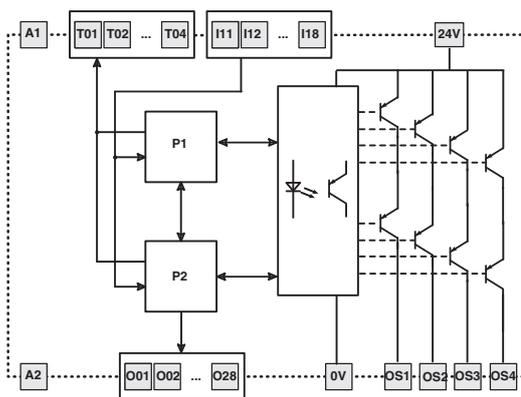 A1 T01 T02 ... T04 I11 I12 ... I18 24V
P1
P2
A2 O01 O02 ... O28 0V OS1 OS2 OS3 OS4